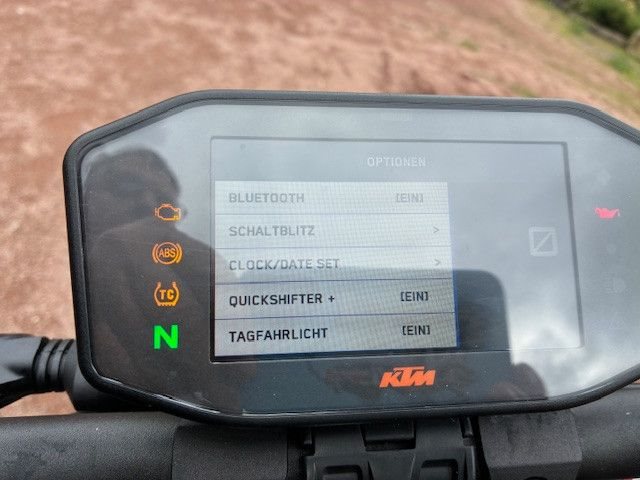 OPTIONEN
BLUETOOTH [EIN]
SCHALTBLITZ >
CLOCK/DATE SET >
QUICKSHIFTER + [EIN]
TAGFAHRLICHT [EIN]
ABS
TC
N
KTM